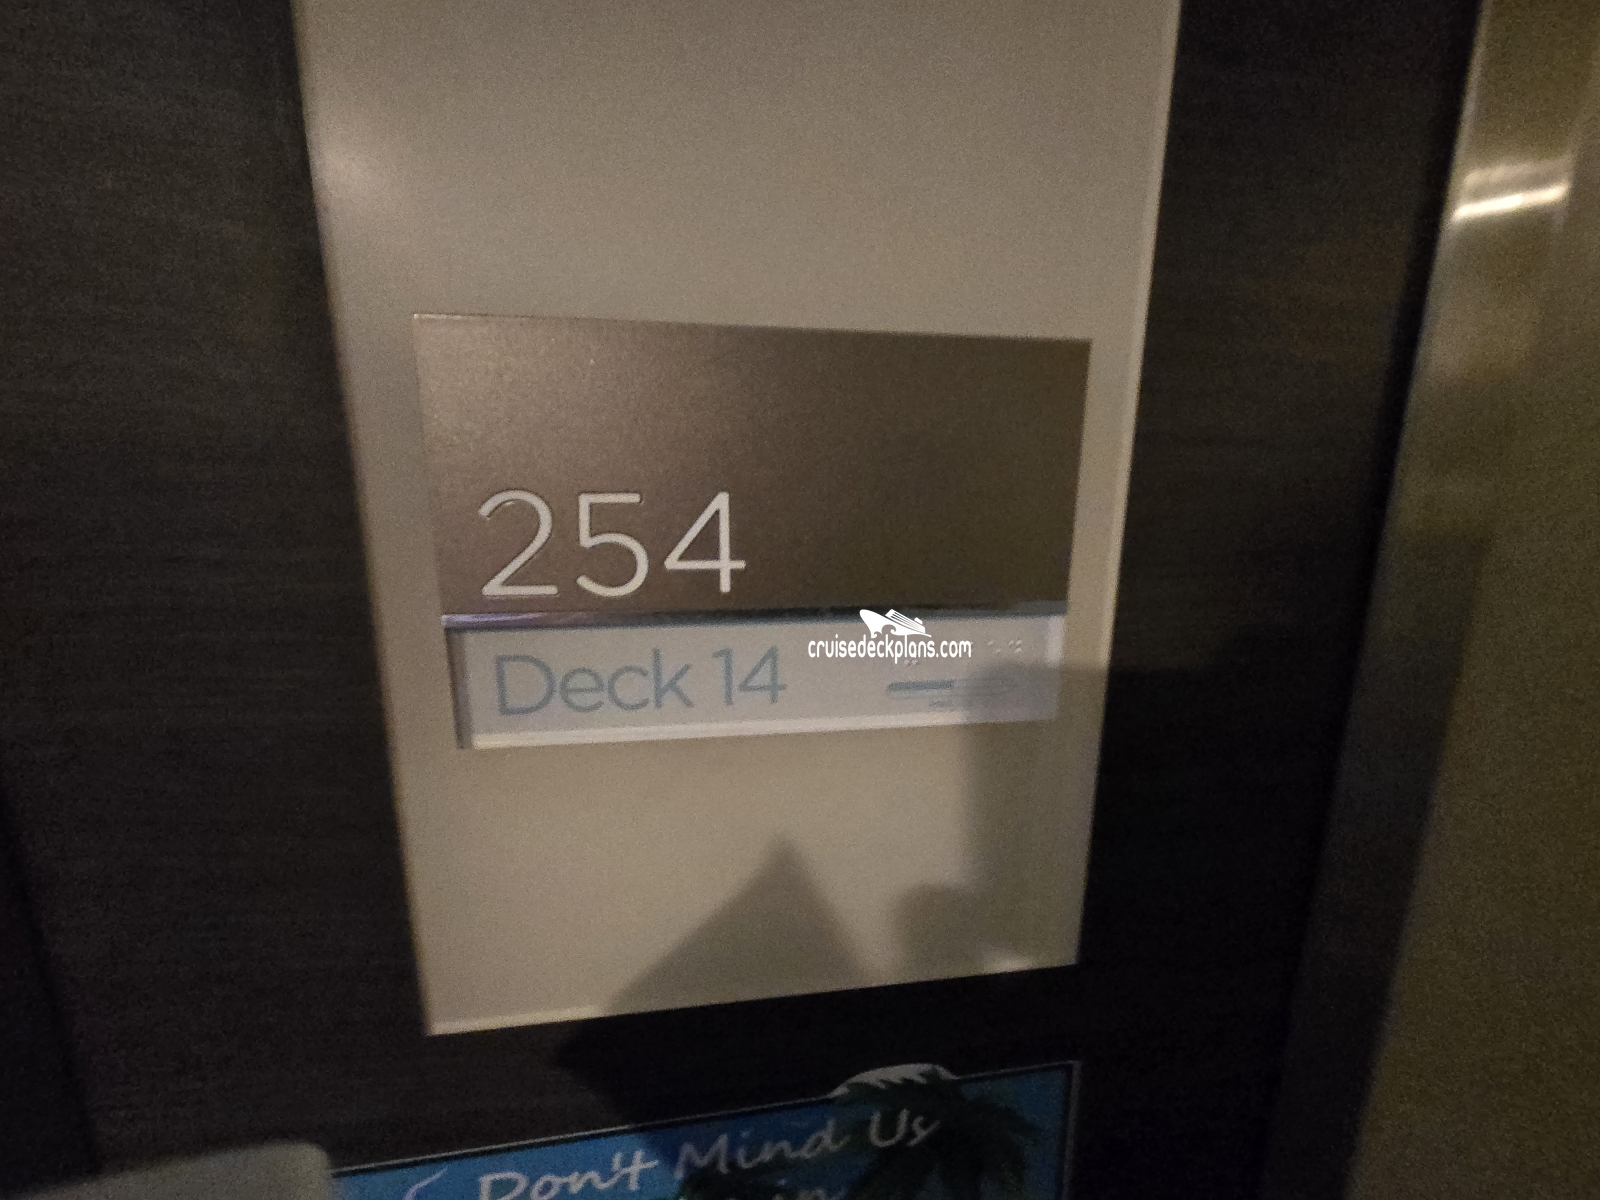 254
Deck 14
cruisedeckplans.com
Don't Mind Us